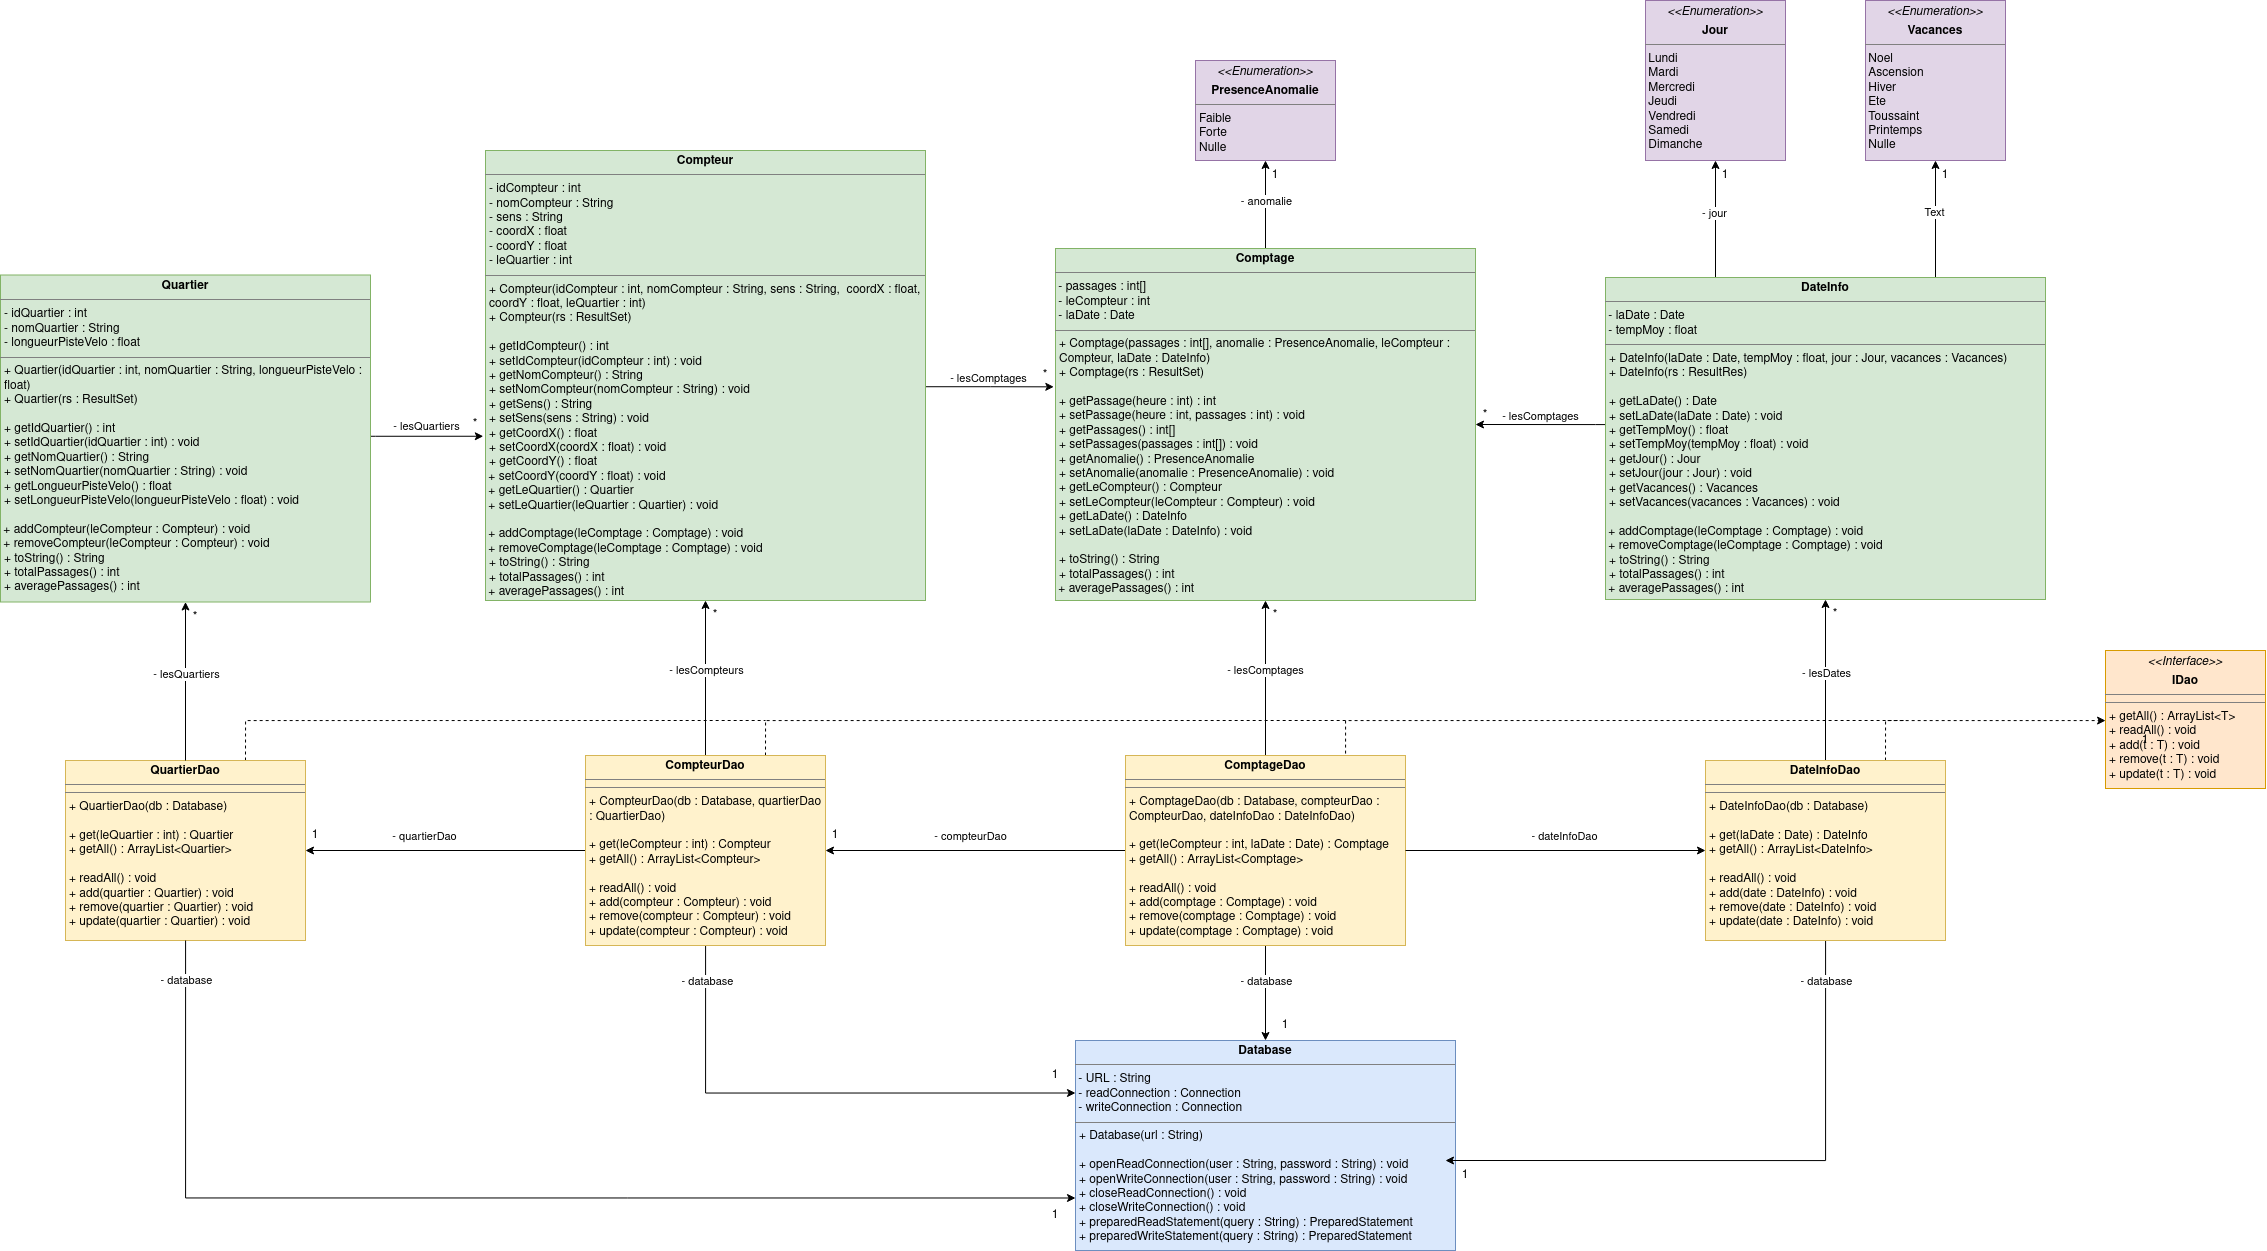 <<Enumeration>>
Jour
Lundi
Mardi
Mercredi
Jeudi
Vendredi
Samedi
Dimanche
<<Enumeration>>
Vacances
Noel
Ascension
Hiver
Ete
Toussaint
Printemps
Nulle
<<Enumeration>>
PresenceAnomalie
Faible
Forte
Nulle
1
- anomalie
1
- jour
1
Text
Quartier
- idQuartier : int
- nomQuartier : String
- longueurPisteVelo : float
+ Quartier(idQuartier : int, nomQuartier : String, longueurPisteVelo :
float)
+ Quartier(rs : ResultSet)
+ getIdQuartier() : int
+ setIdQuartier(idQuartier : int) : void
+ getNomQuartier() : String
+ setNomQuartier(nomQuartier : String) : void
+ getLongueurPisteVelo() : float
+ setLongueurPisteVelo(longueurPisteVelo : float) : void
+ addCompteur(leCompteur : Compteur) : void
+ removeCompteur(leCompteur : Compteur) : void
+ toString() : String
+ totalPassages() : int
+ averagePassages() : int
- lesQuartiers
*
Compteur
- idCompteur : int
- nomCompteur : String
- sens : String
- coordX : float
- coordY : float
- leQuartier : int
+ Compteur(idCompteur : int, nomCompteur : String, sens : String,  coordX : float,
coordY : float, leQuartier : int)
+ Compteur(rs : ResultSet)
+ getIdCompteur() : int
+ setIdCompteur(idCompteur : int) : void
+ getNomCompteur() : String
+ setNomCompteur(nomCompteur : String) : void
+ getSens() : String
+ setSens(sens : String) : void
+ getCoordX() : float
+ setCoordX(coordX : float) : void
+ getCoordY() : float
+ setCoordY(coordY : float) : void
+ getLeQuartier() : Quartier
+ setLeQuartier(leQuartier : Quartier) : void
+ addComptage(leComptage : Comptage) : void
+ removeComptage(leComptage : Comptage) : void
+ toString() : String
+ totalPassages() : int
+ averagePassages() : int
- lesComptages
*
Comptage
- passages : int[]
- leCompteur : int
- laDate : Date
+ Comptage(passages : int[], anomalie : PresenceAnomalie, leCompteur :
Compteur, laDate : DateInfo)
+ Comptage(rs : ResultSet)
+ getPassage(heure : int) : int
+ setPassage(heure : int, passages : int) : void
+ getPassages() : int[]
+ setPassages(passages : int[]) : void
+ getAnomalie() : PresenceAnomalie
+ setAnomalie(anomalie : PresenceAnomalie) : void
+ getLeCompteur() : Compteur
+ setLeCompteur(leCompteur : Compteur) : void
+ getLaDate() : DateInfo
+ setLaDate(laDate : DateInfo) : void
+ toString() : String
+ totalPassages() : int
+ averagePassages() : int
*
- lesComptages
DateInfo
- laDate : Date
- tempMoy : float
+ DateInfo(laDate : Date, tempMoy : float, jour : Jour, vacances : Vacances)
+ DateInfo(rs : ResultRes)
+ getLaDate() : Date
+ setLaDate(laDate : Date) : void
+ getTempMoy() : float
+ setTempMoy(tempMoy : float) : void
+ getJour() : Jour
+ setJour(jour : Jour) : void
+ getVacances() : Vacances
+ setVacances(vacances : Vacances) : void
+ addComptage(leComptage : Comptage) : void
+ removeComptage(leComptage : Comptage) : void
+ toString() : String
+ totalPassages() : int
+ averagePassages() : int
*
- lesQuartiers
*
- lesCompteurs
*
- lesComptages
*
- lesDates
<<Interface>>
IDao
+ getAll() : ArrayList<T>
+ readAll() : void
1
+ add(t : T) : void
+ remove(t : T) : void
+ update(t : T) : void
QuartierDao
+ QuartierDao(db : Database)
+ get(leQuartier : int) : Quartier
+ getAll() : ArrayList<Quartier>
+ readAll() : void
+ add(quartier : Quartier) : void
+ remove(quartier : Quartier) : void
+ update(quartier : Quartier) : void
1
- quartierDao
CompteurDao
+ CompteurDao(db : Database, quartierDao
: QuartierDao)
+ get(leCompteur : int) : Compteur
+ getAll() : ArrayList<Compteur>
+ readAll() : void
+ add(compteur : Compteur) : void
+ remove(compteur : Compteur) : void
+ update(compteur : Compteur) : void
1
- compteurDao
ComptageDao
+ ComptageDao(db : Database, compteurDao :
CompteurDao, dateInfoDao : DateInfoDao)
+ get(leCompteur : int, laDate : Date) : Comptage
+ getAll() : ArrayList<Comptage>
+ readAll() : void
+ add(comptage : Comptage) : void
+ remove(comptage : Comptage) : void
+ update(comptage : Comptage) : void
- dateInfoDao
DateInfoDao
+ DateInfoDao(db : Database)
+ get(laDate : Date) : DateInfo
+ getAll() : ArrayList<DateInfo>
+ readAll() : void
+ add(date : DateInfo) : void
+ remove(date : DateInfo) : void
+ update(date : DateInfo) : void
- database
- database
- database
- database
1
1
1
1
Database
- URL : String
- readConnection : Connection
- writeConnection : Connection
+ Database(url : String)
+ openReadConnection(user : String, password : String) : void
+ openWriteConnection(user : String, password : String) : void
+ closeReadConnection() : void
+ closeWriteConnection() : void
+ preparedReadStatement(query : String) : PreparedStatement
+ preparedWriteStatement(query : String) : PreparedStatement